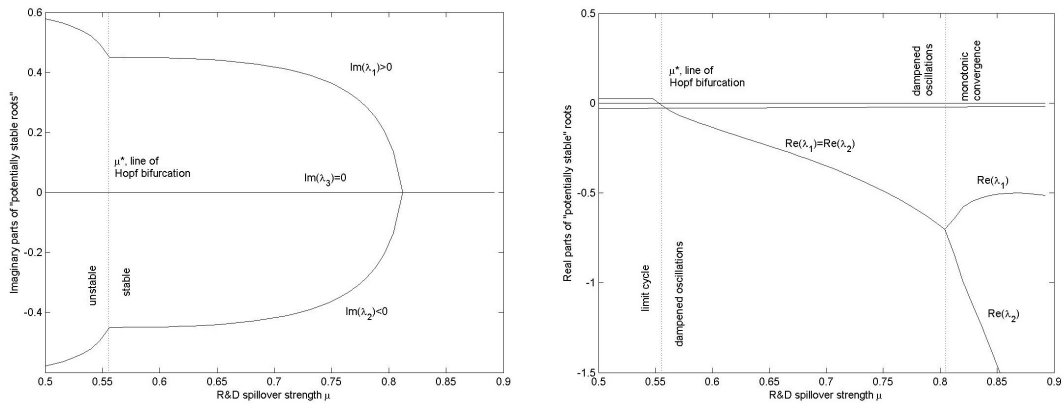 0.6
0.4
0.2
0
-0.2
-0.4
Imaginary parts of "potentially stable roots"
Im(λ1)>0
μ*, line of
Hopf bifurcation
Im(λ3)=0
unstable
stable
Im(λ2)<0
0.5 0.55 0.6 0.65 0.7 0.75 0.8 0.85 0.9
R&D spillover strength μ
0.5
0
-0.5
-1
-1.5
Real parts of "potentially stable" roots
μ*, line of
Hopf bifurcation
dampened
oscillations
monotonic
convergence
Re(λ1)=Re(λ2)
Re(λ1)
limit cycle
dampened oscillations
Re(λ2)
0.5 0.55 0.6 0.65 0.7 0.75 0.8 0.85 0.9
R&D spillover strength μ